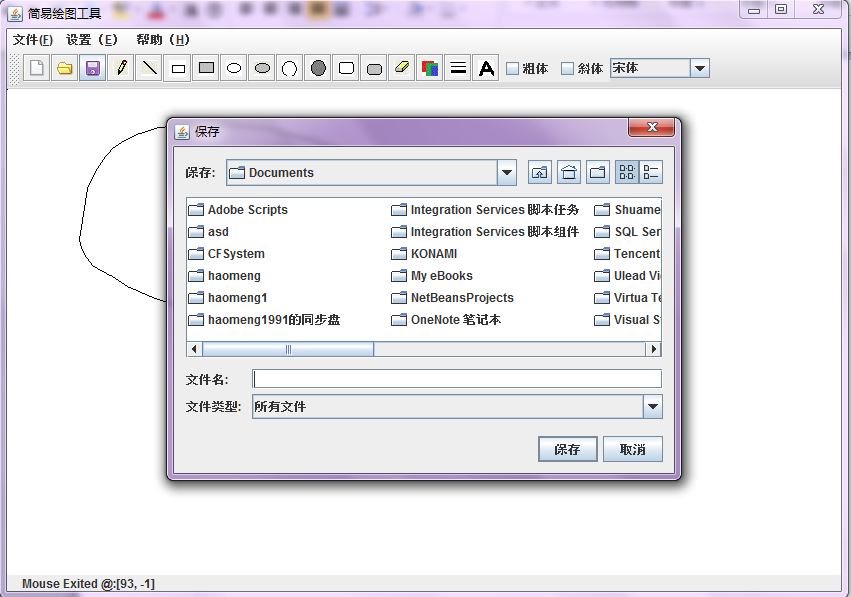 简易绘图工具
文件(F) 设置 (E) 帮助 (H)
A 粗体 斜体 宋体
保存
保存: Documents
Adobe Scripts Integration Services 脚本任务 Shuame
asd Integration Services 脚本组件 SQL Ser
CFSystem KONAMI Tencent
haomeng My eBooks Ulead Vi
haomeng1 NetBeansProjects Virtua Te
haomeng1991的同步盘 OneNote 笔记本 Visual S
文件名:
文件类型: 所有文件
保存 取消
Mouse Exited @:[93, -1]